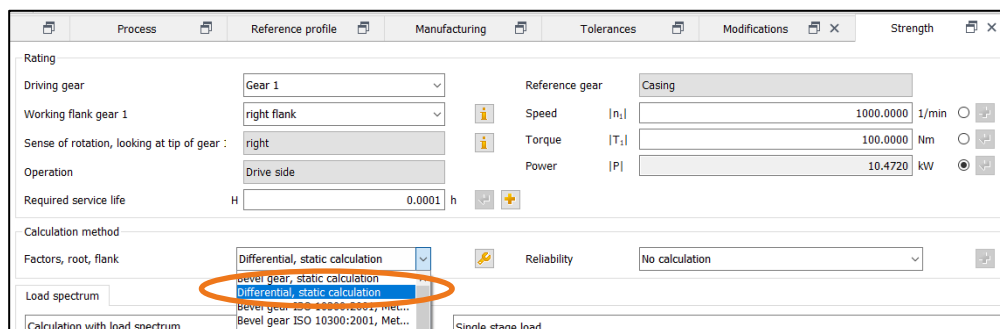 Process Reference profile Manufacturing Tolerances Modifications Strength
Rating
Driving gear Gear 1 Reference gear Casing
Working flank gear 1 right flank Speed |n₁| 1000.0000 1/min
Sense of rotation, looking at tip of gear 1 right Torque |T₁| 100.0000 Nm
Operation Drive side Power |P| 10.4720 kW
Required service life H 0.0001 h
Calculation method
Factors, root, flank Differential, static calculation Reliability No calculation
Bevel gear, static calculation
Load spectrum Differential, static calculation
Bevel gear ISO 10300:2001, Met...
Calculation with load spectrum Bevel gear ISO 10300:2001, Met... Single stage load